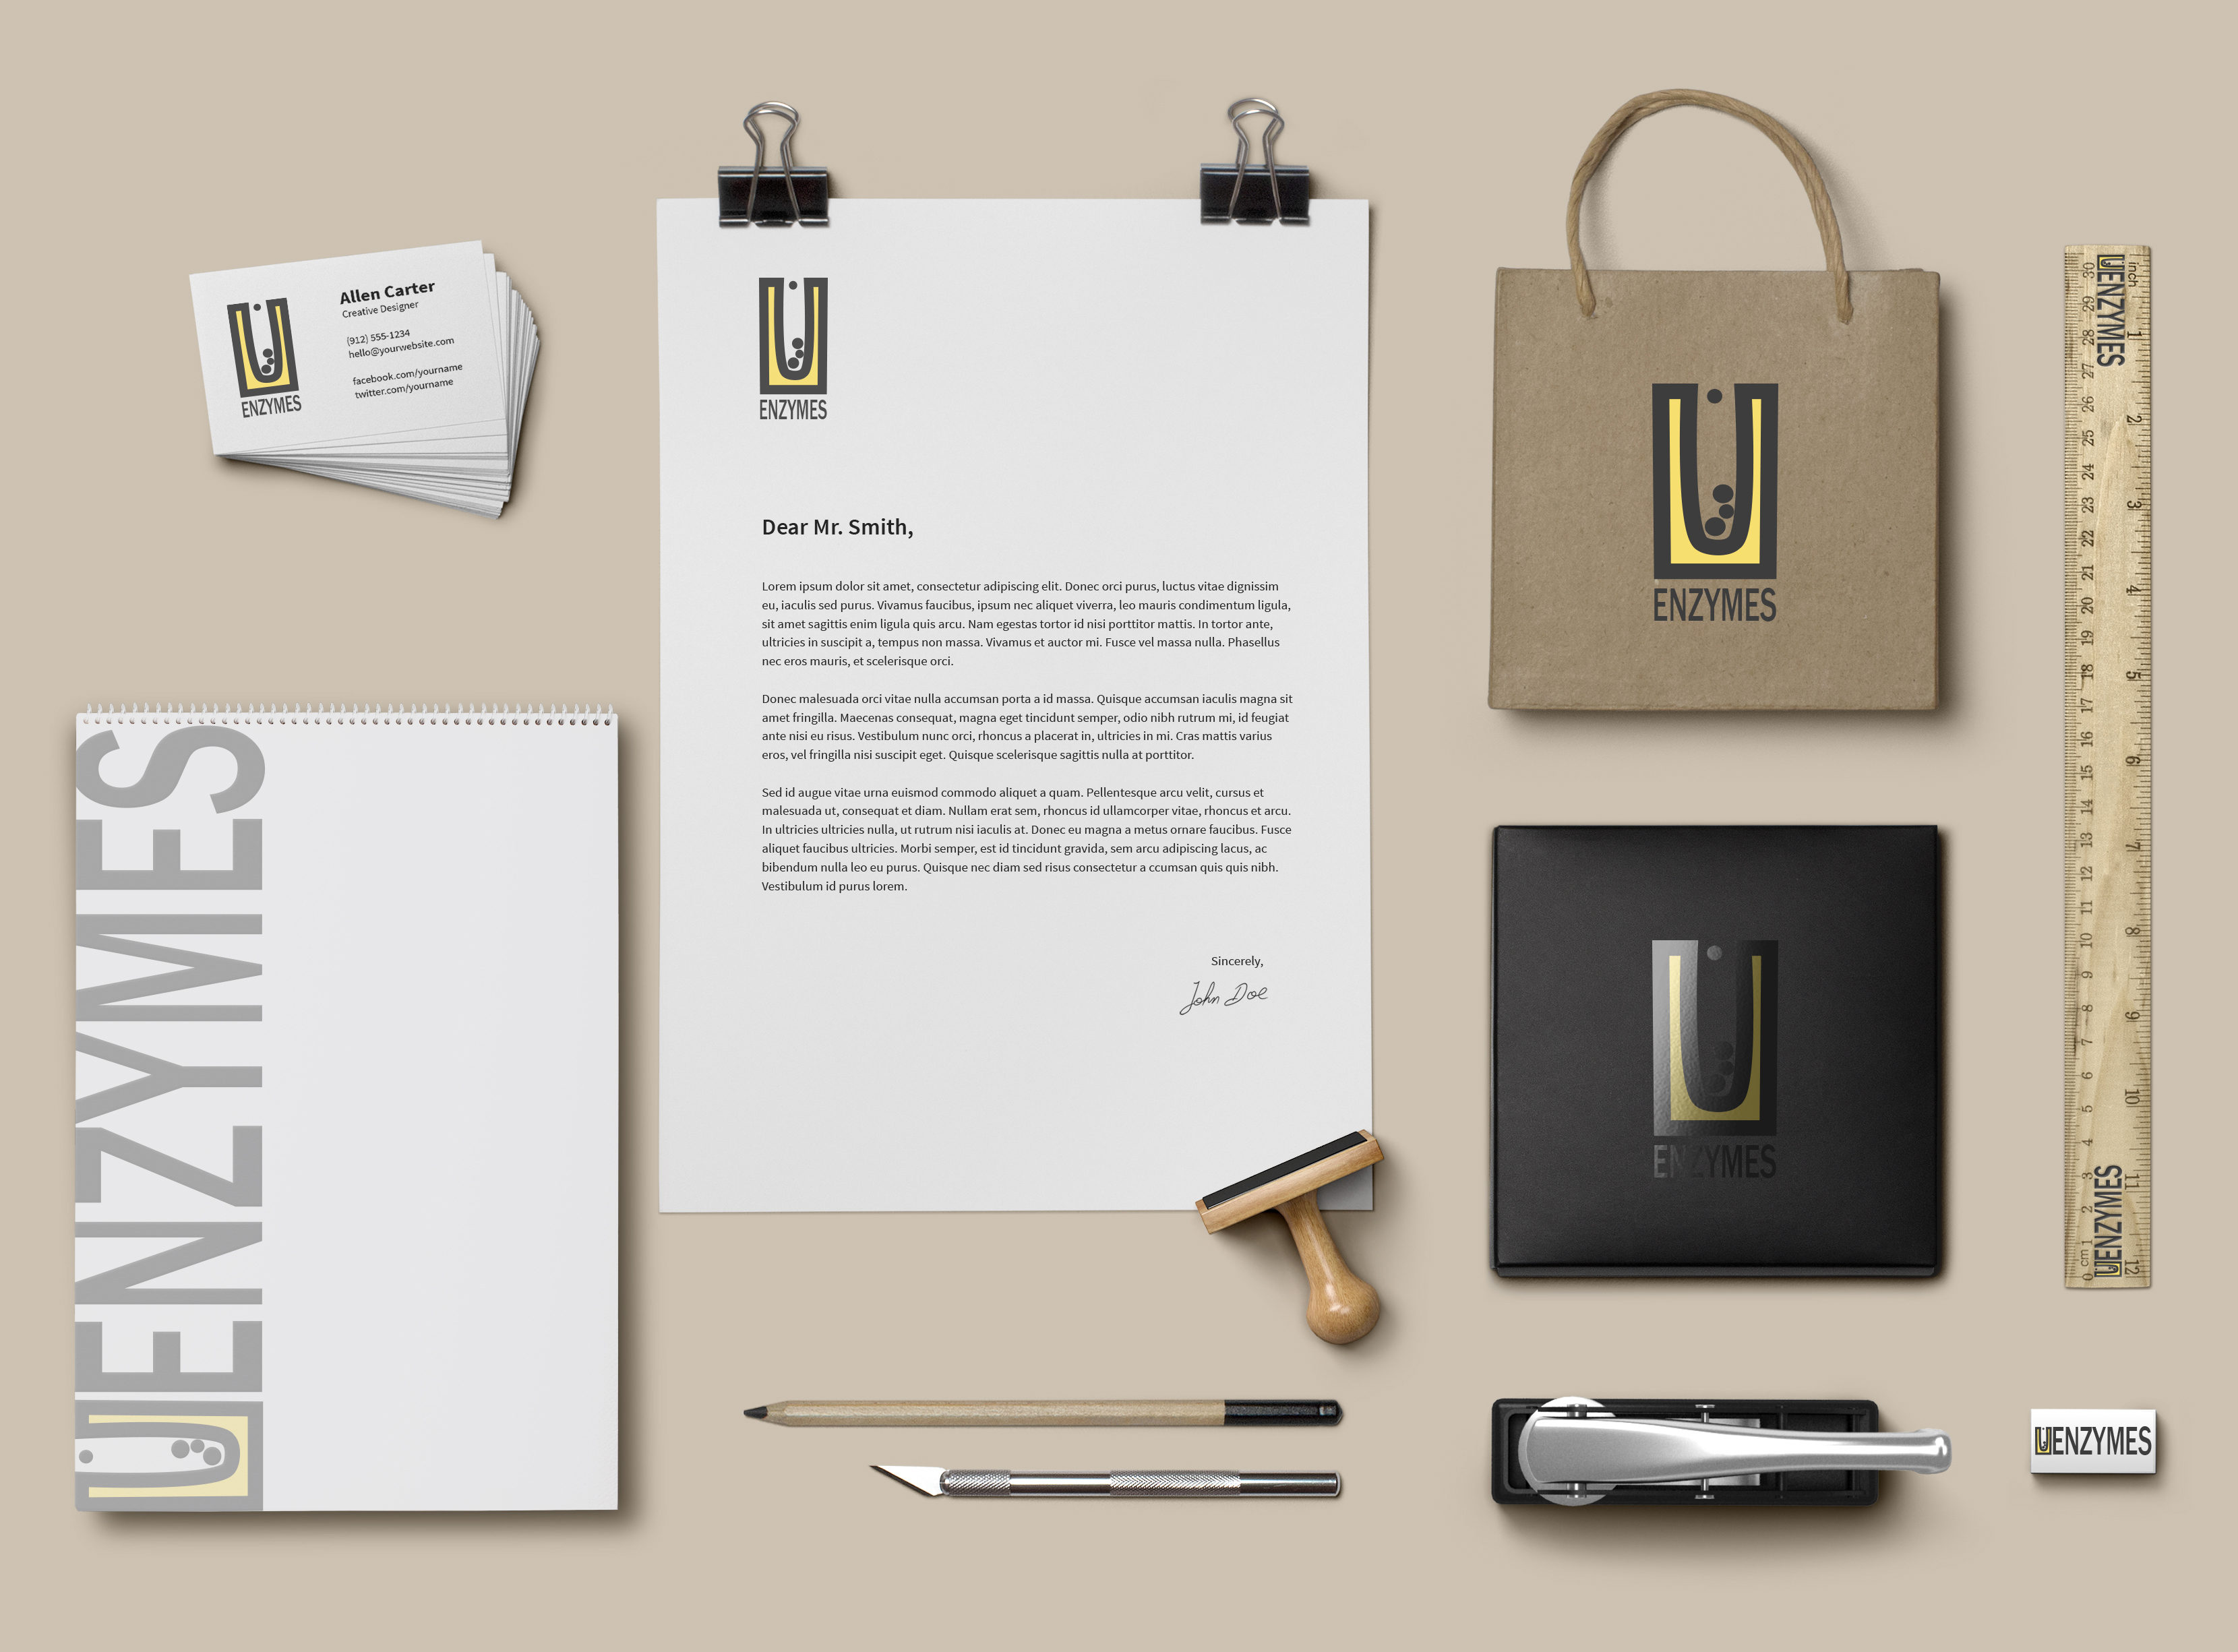 Allen Carter
Creative Designer
(912) 555-1234
hello@yourwebsite.com
facebook.com/yourname
twitter.com/yourname
ENZYMES
ENZYMES
Dear Mr. Smith,
Lorem ipsum dolor sit amet, consectetur adipiscing elit. Donec orci purus, luctus vitae dignissim
eu, iaculis sed purus. Vivamus faucibus, ipsum nec aliquet viverra, leo mauris condimentum ligula,
sit amet sagittis enim ligula quis arcu. Nam egestas tortor id nisi porttitor mattis. In tortor ante,
ultricies in suscipit a, tempus non massa. Vivamus et auctor mi. Fusce vel massa nulla. Phasellus
nec eros mauris, et scelerisque orci.
Donec malesuada orci vitae nulla accumsan porta a id massa. Quisque accumsan iaculis magna sit
amet fringilla. Maecenas consequat, magna eget tincidunt semper, odio nibh rutrum mi, id feugiat
ante nisi eu risus. Vestibulum nunc orci, rhoncus a placerat in, ultricies in mi. Cras mattis varius
eros, vel fringilla nisi suscipit eget. Quisque scelerisque sagittis nulla at porttitor.
Sed id augue vitae urna euismod commodo aliquet a quam. Pellentesque arcu velit, cursus et
malesuada ut, consequat et diam. Nullam erat sem, rhoncus id ullamcorper vitae, rhoncus et arcu.
In ultricies ultricies nulla, ut rutrum nisi iaculis at. Donec eu magna a metus ornare faucibus. Fusce
aliquet faucibus ultricies. Morbi semper, est id tincidunt gravida, sem arcu adipiscing lacus, ac
bibendum nulla leo eu purus. Quisque nec diam sed risus consectetur a ccumsan quis quis nibh.
Vestibulum id purus lorem.
Sincerely,
John Doe
ENZYMES
UENZYMES
ENZYMES
UENZYMES
inch
1 2 3 4 5 6 7 8 9 10 11 12
30 29 28 27 26 25 24 23 22 21 20 19 18 17 16 15 14 13 12 11 10 9 8 7 6 5 4 3 2 1 cm 0
UENZYMES
UENZYMES